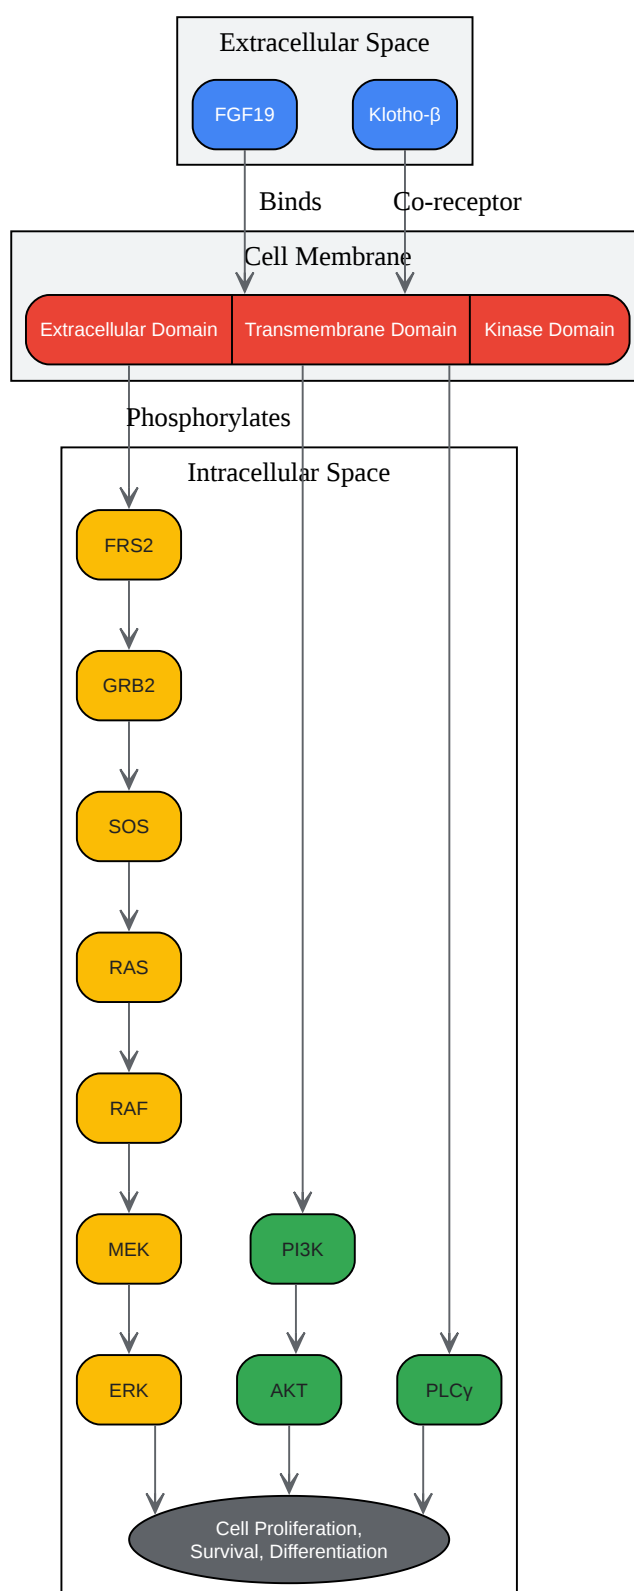 Extracellular Space
FGF19
Klotho-β
Binds
Co-receptor
Cell Membrane
Extracellular Domain
Transmembrane Domain
Kinase Domain
Phosphorylates
Intracellular Space
FRS2
GRB2
SOS
RAS
RAF
MEK
PI3K
ERK
AKT
PLCγ
Cell Proliferation,
Survival, Differentiation